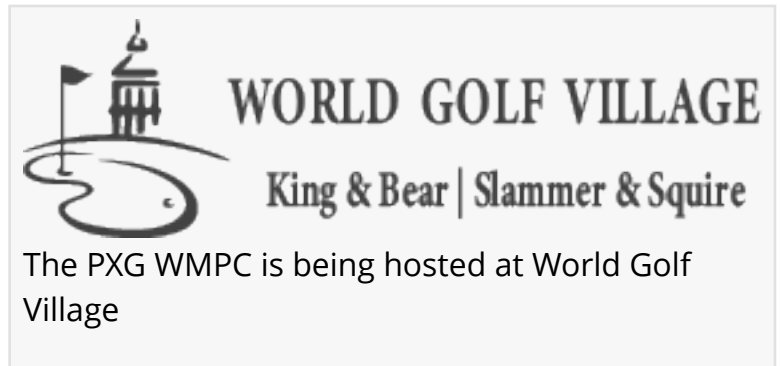 WORLD GOLF VILLAGE
King & Bear | Slammer & Squire
The PXG WMPC is being hosted at World Golf
Village